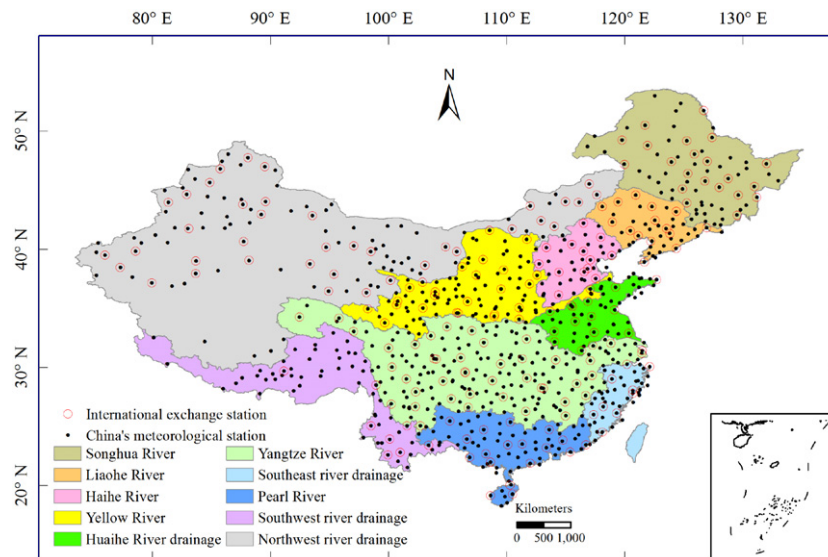 80° E 90° E 100° E 110° E 120° E 130° E
N
50° N
40° N
30° N
20° N
International exchange station
China's meteorological station
Songhua River
Liaohe River
Haihe River
Yellow River
Huaihe River drainage
Yangtze River
Southeast river drainage
Pearl River
Southwest river drainage
Northwest river drainage
Kilometers
0 500 1,000